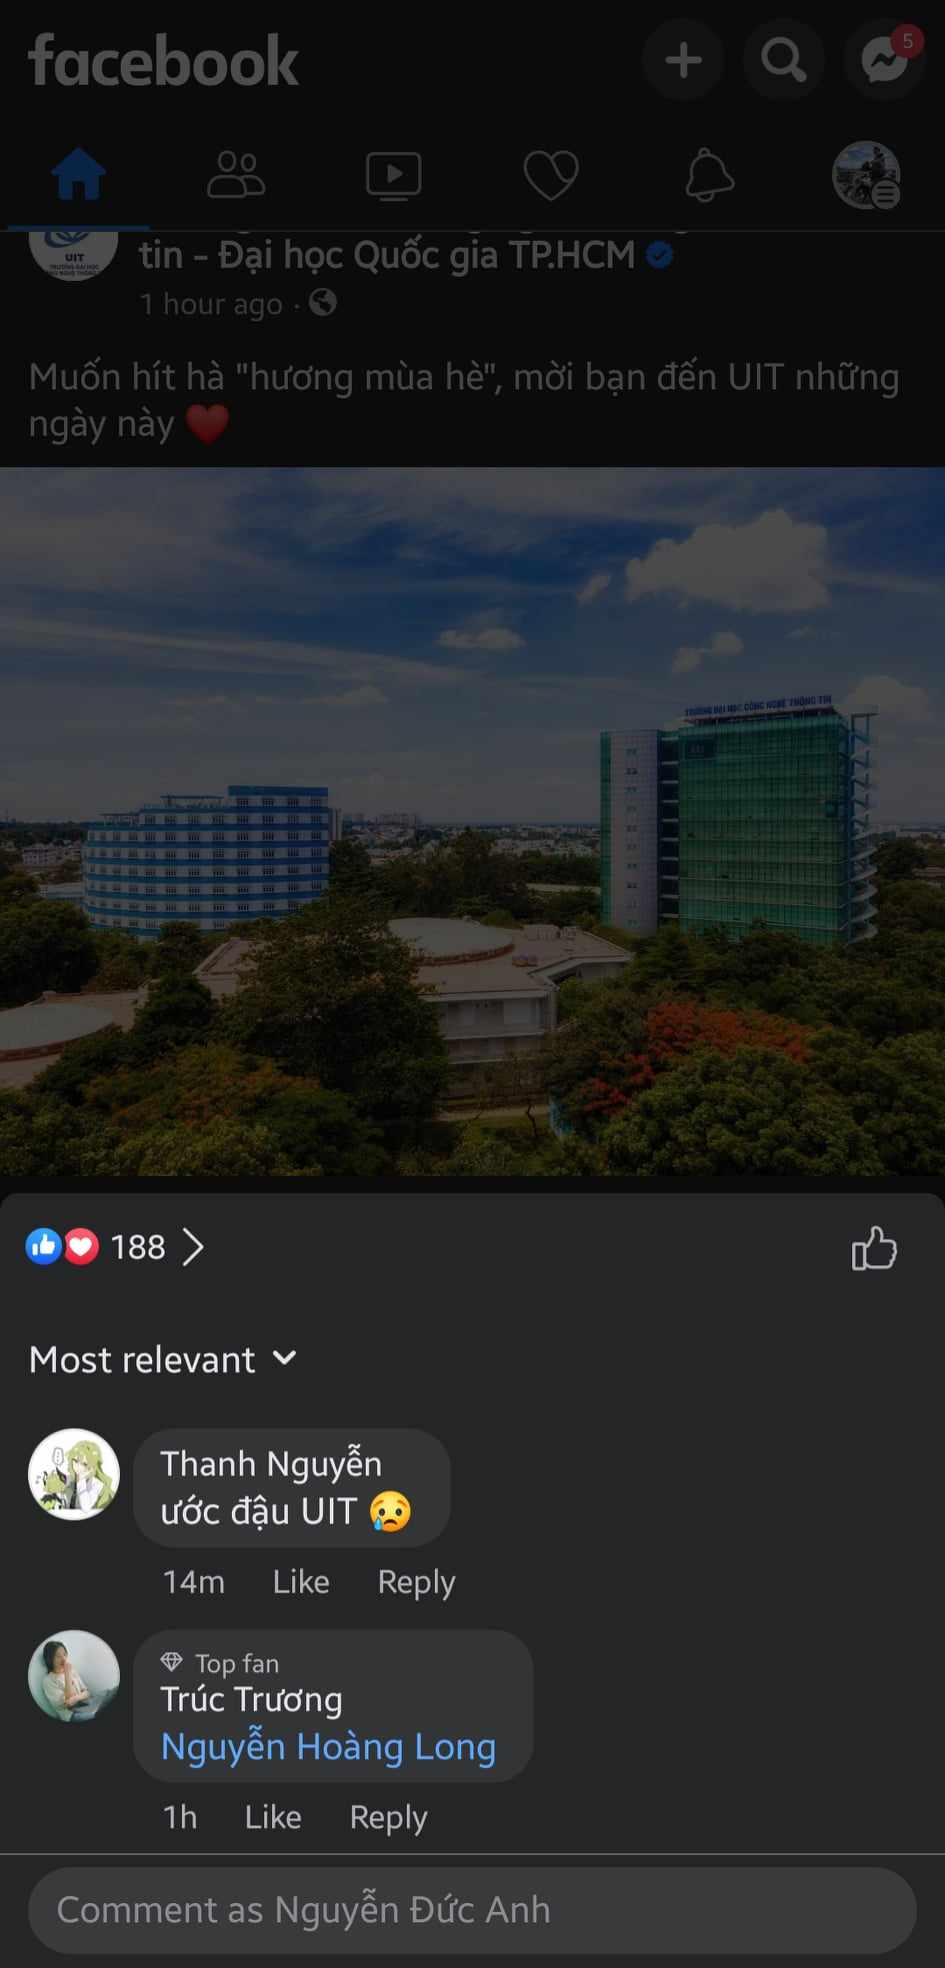 facebook
5
UIT
TRƯỜNG ĐẠI HỌC
tin - Đại học Quốc gia TP.HCM
1 hour ago ·
Muốn hít hà "hương mùa hè", mời bạn đến UIT những
ngày này ❤️
TRƯỜNG ĐẠI HỌC CÔNG NGHỆ THÔNG TIN
188
Most relevant
Thanh Nguyễn
ước đậu UIT 😢
14m Like Reply
Top fan
Trúc Trương
Nguyễn Hoàng Long
1h Like Reply
Comment as Nguyễn Đức Anh